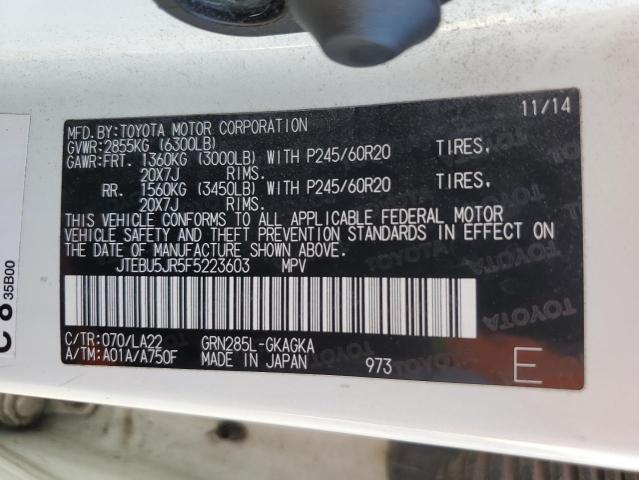 11/14
MFD.BY:TOYOTA MOTOR CORPORATION
GVWR:2855KG (6300LB)
GAWR:FRT. 1360KG (3000LB) WITH P245/60R20 TIRES,
20X7J RIMS.
RR. 1560KG (3450LB) WITH P245/60R20 TIRES,
20X7J RIMS.
THIS VEHICLE CONFORMS TO ALL APPLICABLE FEDERAL MOTOR
VEHICLE SAFETY AND THEFT PREVENTION STANDARDS IN EFFECT ON
THE DATE OF MANUFACTURE SHOWN ABOVE.
JTEBU5JR5F5223603 MPV
C/TR:070/LA22 GRN285L-GKAGKA
A/TM:A01A/A750F MADE IN JAPAN 973 E
35B00